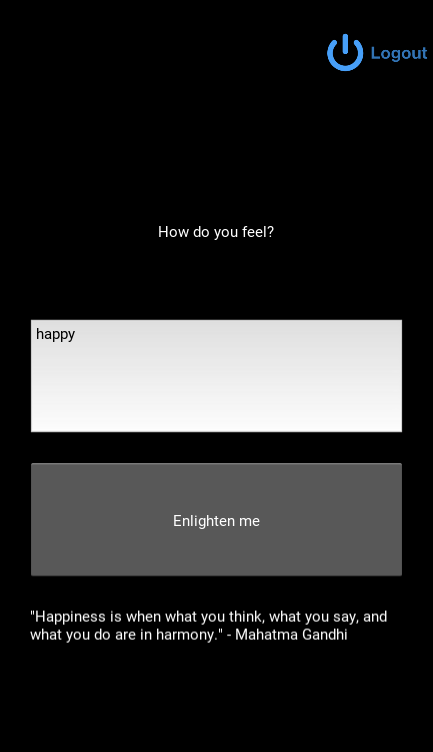 Logout
How do you feel?
happy
Enlighten me
"Happiness is when what you think, what you say, and
what you do are in harmony." - Mahatma Gandhi